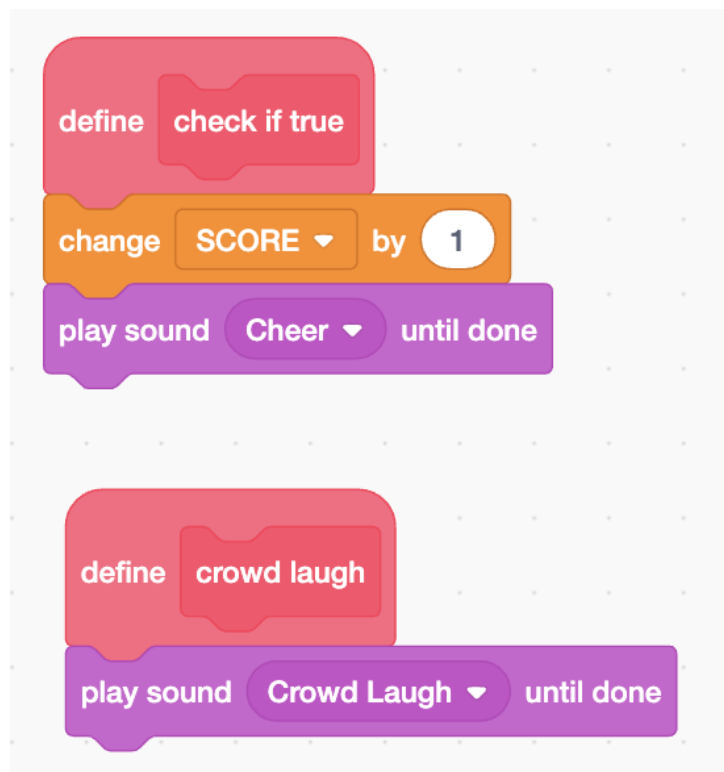 define check if true
change SCORE by 1
play sound Cheer until done
define crowd laugh
play sound Crowd Laugh until done